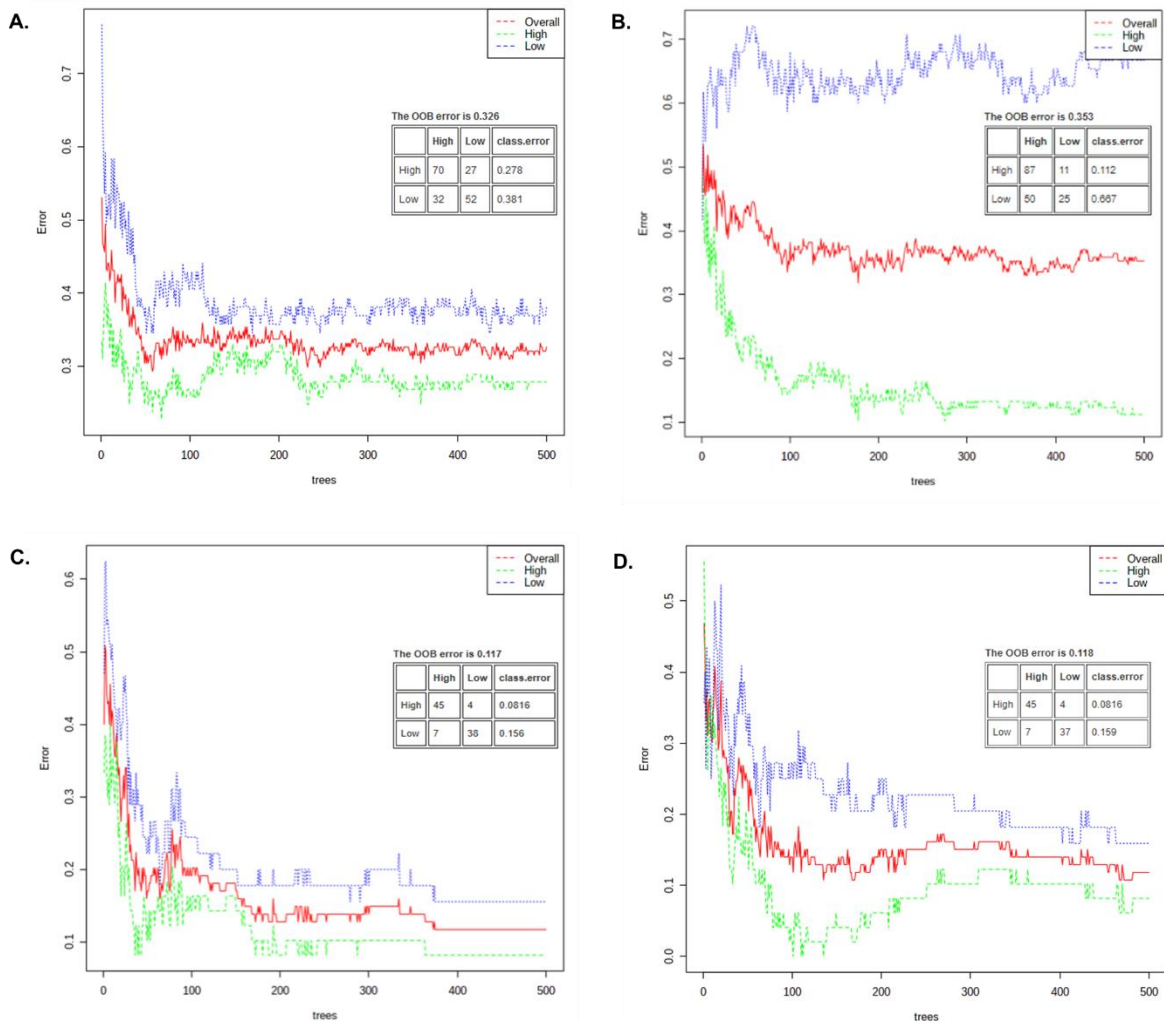 A.
Overall
High
Low
The OOB error is 0.326
High Low class.error
High 70 27 0.278
Low 32 52 0.381
Error
0.7
0.6
0.5
0.4
0.3
0 100 200 300 400 500
trees
B.
Overall
High
Low
The OOB error is 0.353
High Low class.error
High 87 11 0.112
Low 50 25 0.667
Error
0.7
0.6
0.5
0.4
0.3
0.2
0.1
0 100 200 300 400 500
trees
C.
Overall
High
Low
The OOB error is 0.117
High Low class.error
High 45 4 0.0816
Low 7 38 0.156
Error
0.6
0.5
0.4
0.3
0.2
0.1
0 100 200 300 400 500
trees
D.
Overall
High
Low
The OOB error is 0.118
High Low class.error
High 45 4 0.0816
Low 7 37 0.159
Error
0.5
0.4
0.3
0.2
0.1
0.0
0 100 200 300 400 500
trees